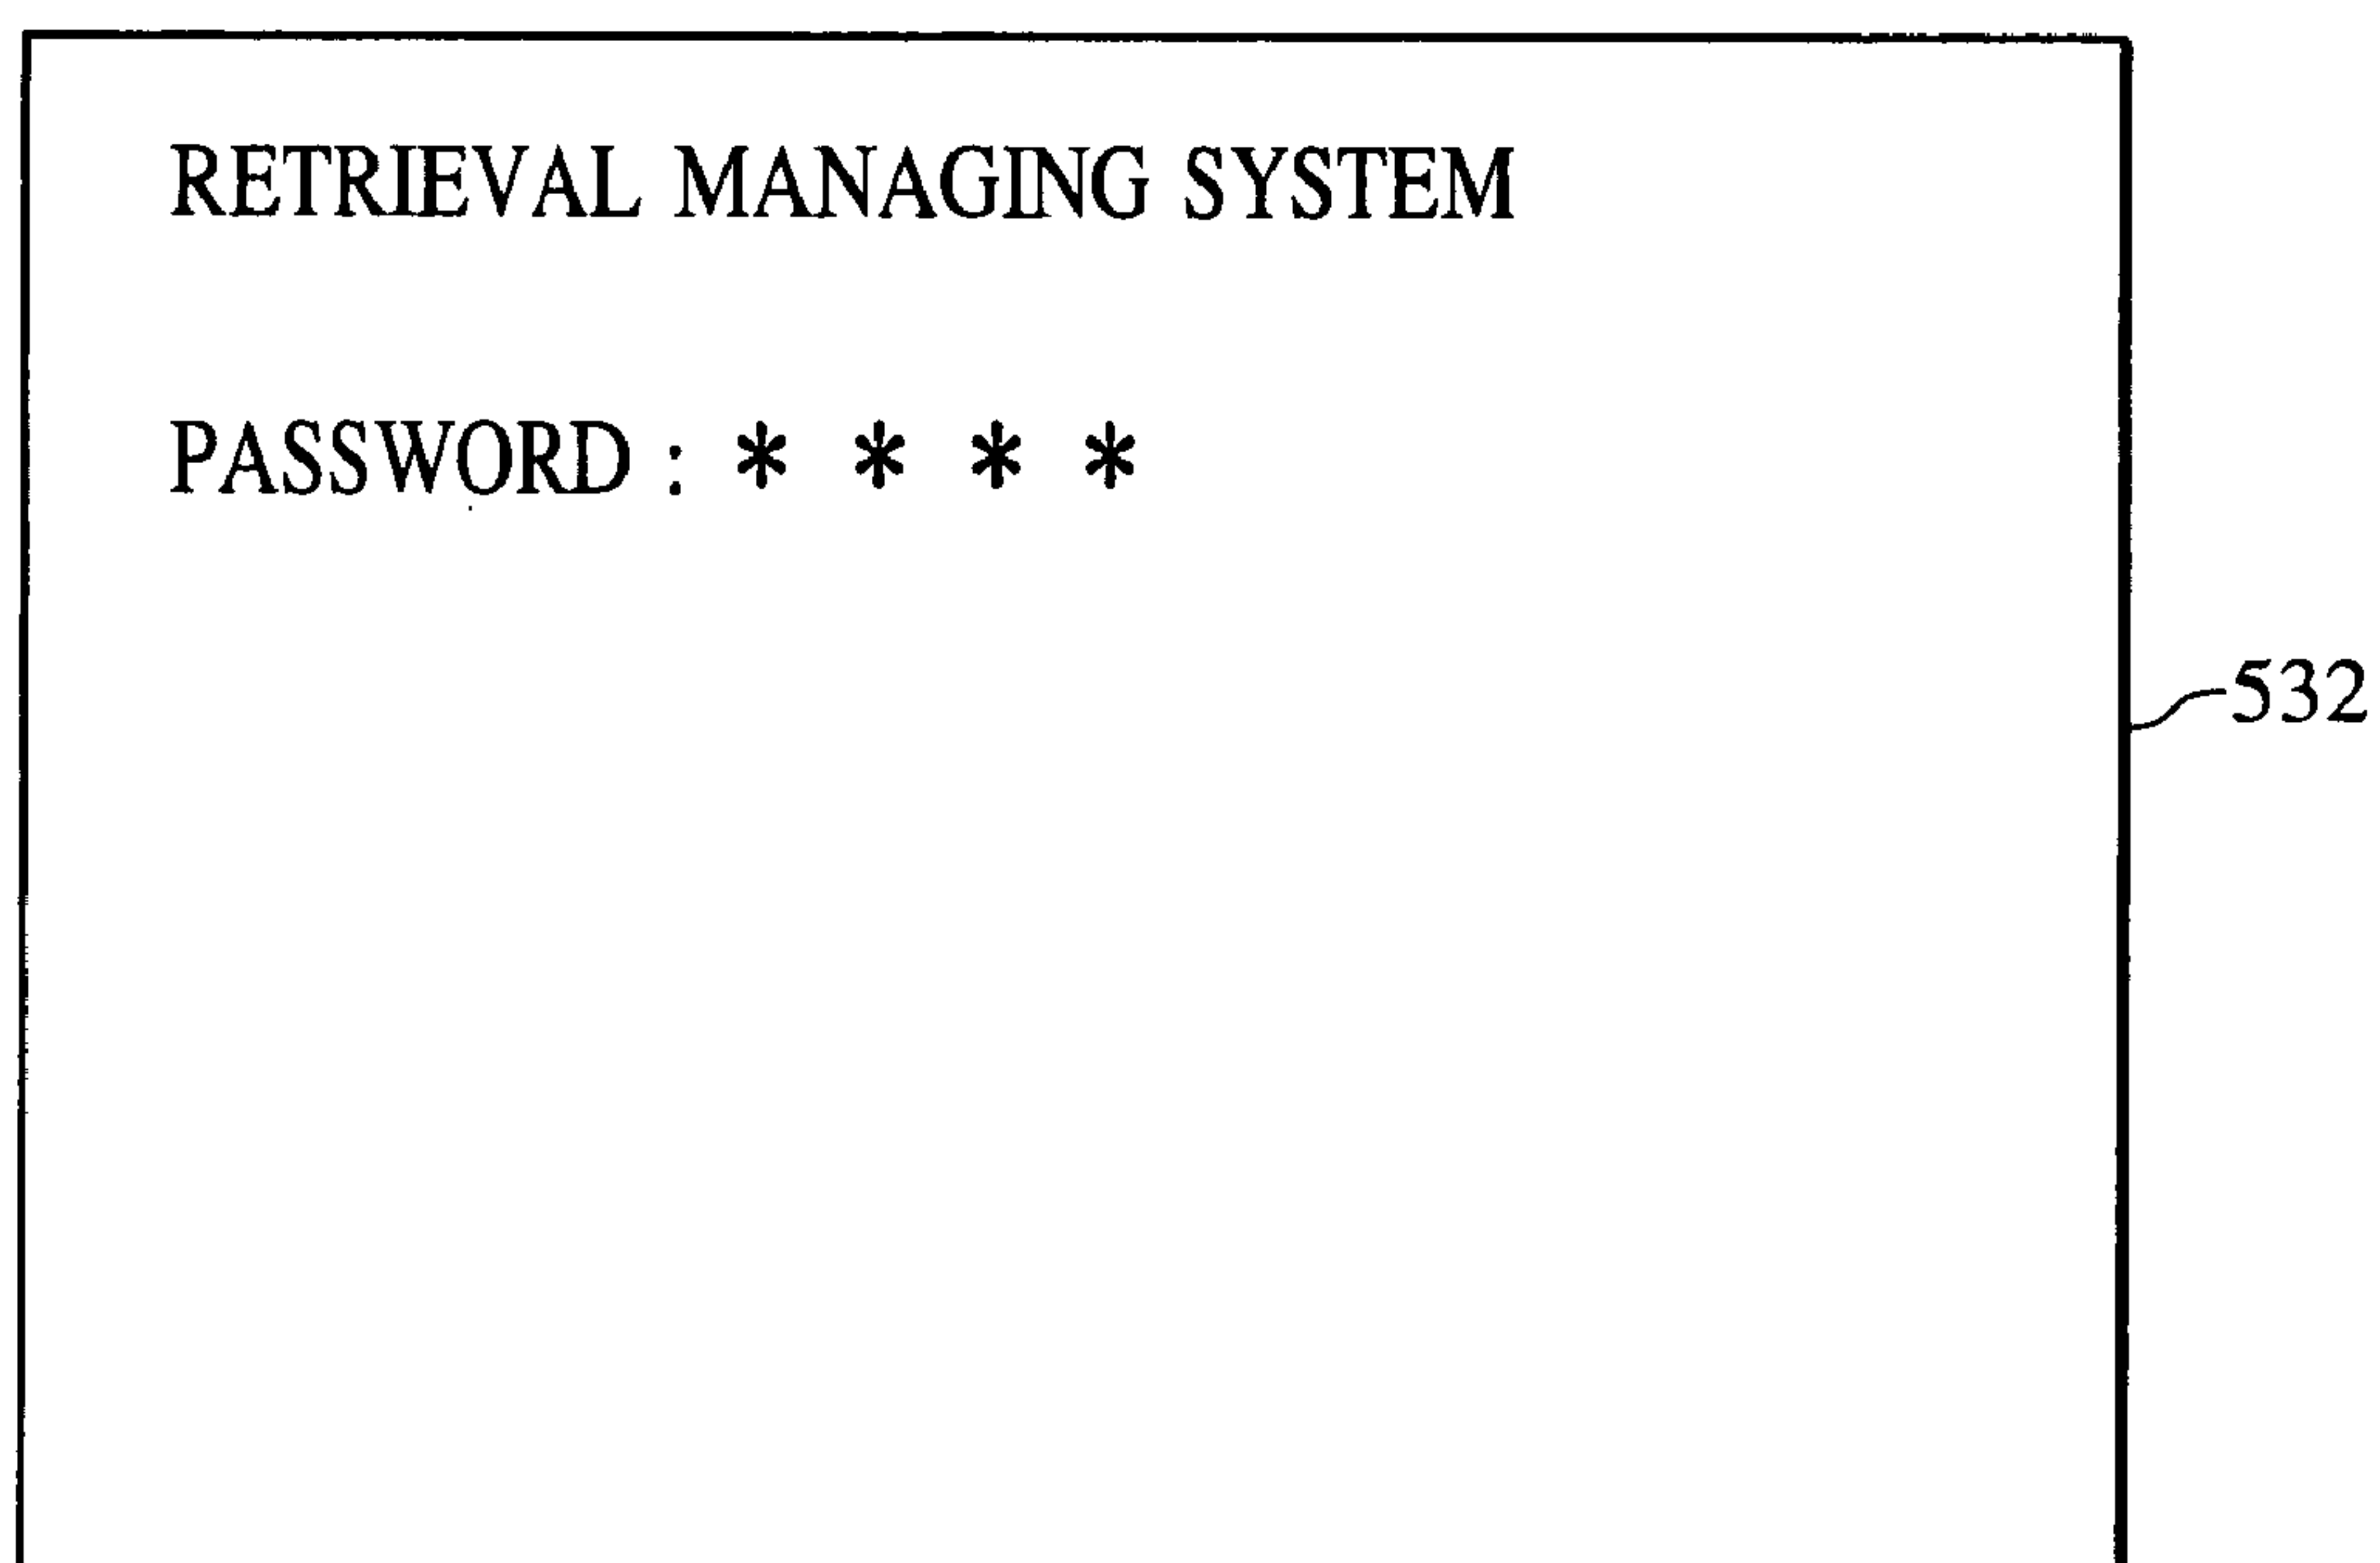 RETRIEVAL MANAGING SYSTEM
PASSWORD : * * * *
532